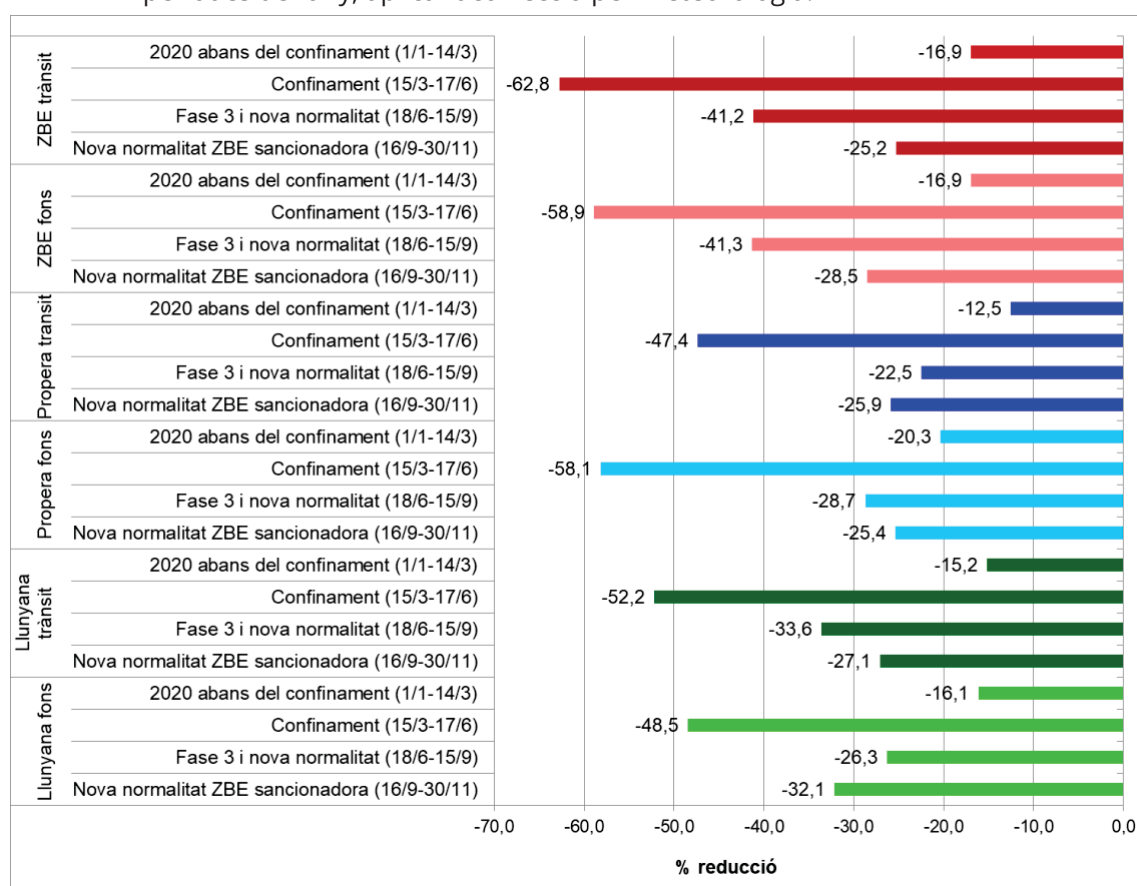 ZBE trànsit
2020 abans del confinament (1/1-14/3)
-16,9
Confinament (15/3-17/6)
-62,8
Fase 3 i nova normalitat (18/6-15/9)
-41,2
Nova normalitat ZBE sancionadora (16/9-30/11)
-25,2
ZBE fons
2020 abans del confinament (1/1-14/3)
-16,9
Confinament (15/3-17/6)
-58,9
Fase 3 i nova normalitat (18/6-15/9)
-41,3
Nova normalitat ZBE sancionadora (16/9-30/11)
-28,5
Propera transit
2020 abans del confinament (1/1-14/3)
-12,5
Confinament (15/3-17/6)
-47,4
Fase 3 i nova normalitat (18/6-15/9)
-22,5
Nova normalitat ZBE sancionadora (16/9-30/11)
-25,9
Propera fons
2020 abans del confinament (1/1-14/3)
-20,3
Confinament (15/3-17/6)
-58,1
Fase 3 i nova normalitat (18/6-15/9)
-28,7
Nova normalitat ZBE sancionadora (16/9-30/11)
-25,4
Llunyana
trànsit
2020 abans del confinament (1/1-14/3)
-15,2
Confinament (15/3-17/6)
-52,2
Fase 3 i nova normalitat (18/6-15/9)
-33,6
Nova normalitat ZBE sancionadora (16/9-30/11)
-27,1
Llunyana fons
2020 abans del confinament (1/1-14/3)
-16,1
Confinament (15/3-17/6)
-48,5
Fase 3 i nova normalitat (18/6-15/9)
-26,3
Nova normalitat ZBE sancionadora (16/9-30/11)
-32,1
-70,0 -60,0 -50,0 -40,0 -30,0 -20,0 -10,0 0,0
% reducció